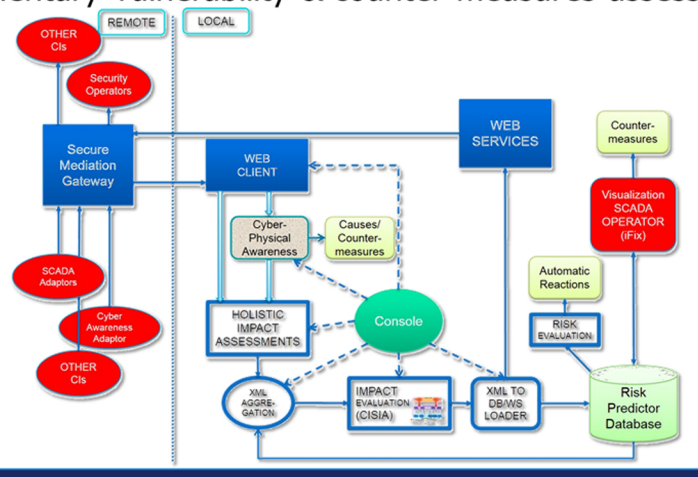 REMOTE
LOCAL
OTHER
CIs
Security
Operators
Secure
Mediation
Gateway
SCADA
Adaptors
Cyber
Awareness
Adaptor
OTHER
CIs
WEB
CLIENT
WEB
SERVICES
Cyber-
Physical
Awareness
Causes/
Counter-
measures
HOLISTIC
IMPACT
ASSESSMENTS
Console
XML
AGGRE-
GATION
IMPACT
EVALUATION
(CISIA)
XML TO
DB/WS
LOADER
Counter-
measures
Visualization
SCADA
OPERATOR
(iFix)
Automatic
Reactions
RISK
EVALUATION
Risk
Predictor
Database